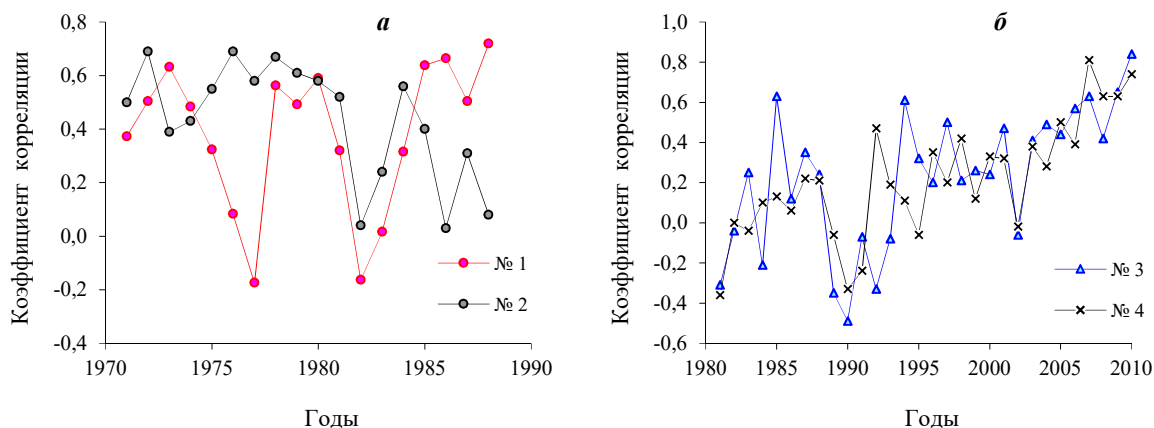 а
Коэффициент корреляции
0,8
0,6
0,4
0,2
0,0
-0,2
-0,4
1970 1975 1980 1985 1990
Годы
№ 1
№ 2
б
Коэффициент корреляции
1,0
0,8
0,6
0,4
0,2
0,0
-0,2
-0,4
-0,6
1980 1985 1990 1995 2000 2005 2010
Годы
№ 3
№ 4